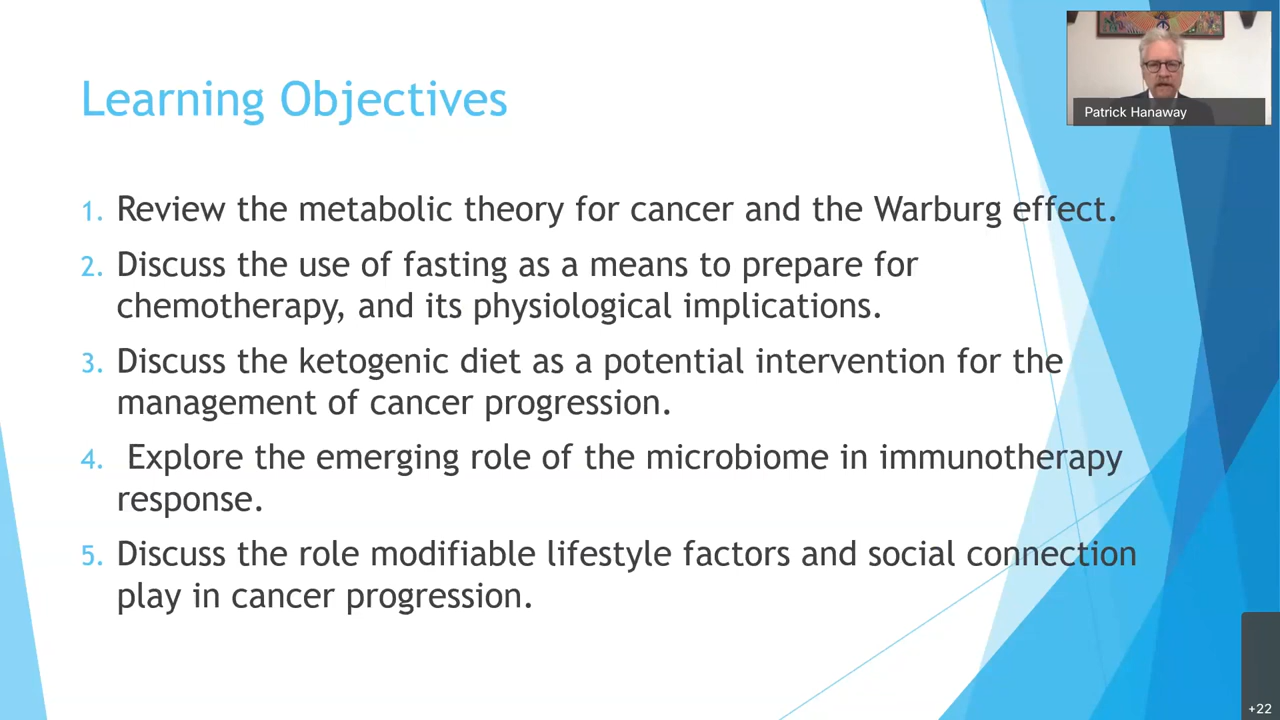 Learning Objectives
Patrick Hanaway
1. Review the metabolic theory for cancer and the Warburg effect.
2. Discuss the use of fasting as a means to prepare for
chemotherapy, and its physiological implications.
3. Discuss the ketogenic diet as a potential intervention for the
management of cancer progression.
4. Explore the emerging role of the microbiome in immunotherapy
response.
5. Discuss the role modifiable lifestyle factors and social connection
play in cancer progression.
+22